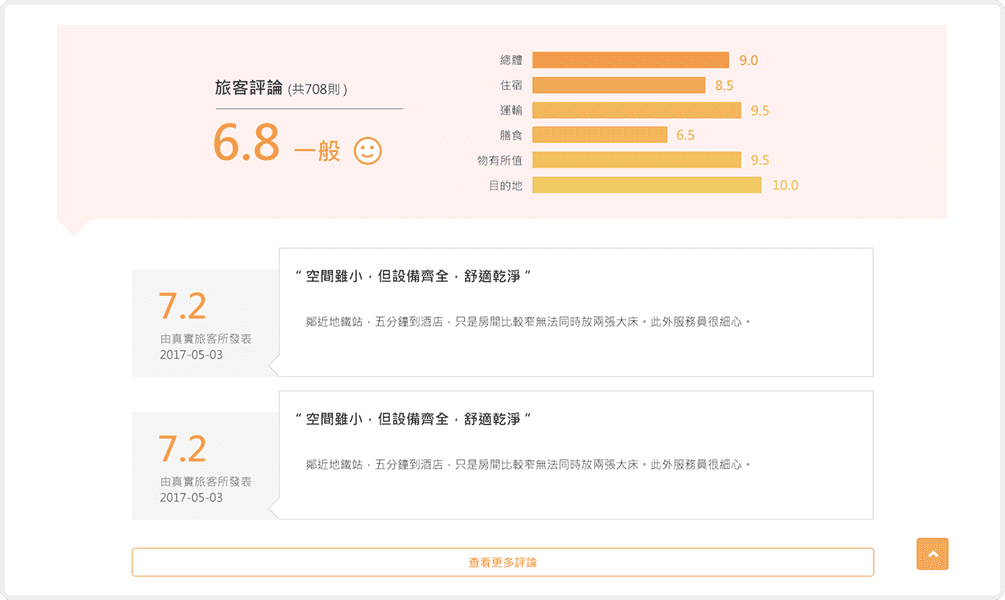 旅客評論 (共708則)
6.8 一般
總體 9.0
住宿 8.5
運輸 9.5
膳食 6.5
物有所值 9.5
目的地 10.0
7.2
由真實旅客所發表
2017-05-03
“ 空間雖小，但設備齊全，舒適乾淨 ”
鄰近地鐵站，五分鐘到酒店，只是房間比較窄無法同時放兩張大床。此外服務員很細心。
7.2
由真實旅客所發表
2017-05-03
“ 空間雖小，但設備齊全，舒適乾淨 ”
鄰近地鐵站，五分鐘到酒店，只是房間比較窄無法同時放兩張大床。此外服務員很細心。
查看更多評論